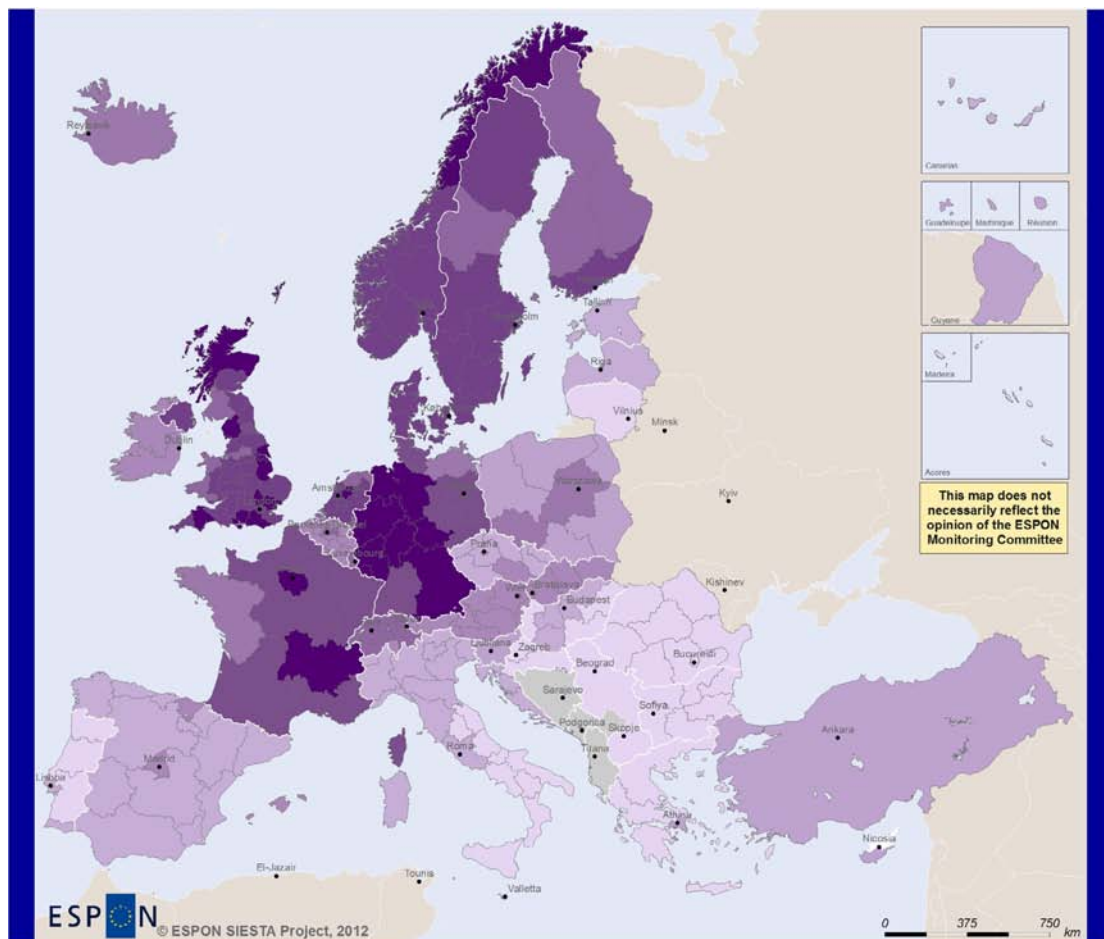 Canarias
Reykjavik
Guadeloupe
Martinique
Réunion
Guyane
Tallinn
Riga
Madeira
Vilnius
Minsk
Dublin
Acores
Warszawa
Kyiv
This map does not
necessarily reflect the
opinion of the ESPON
Monitoring Committee
Praha
Kishinev
Bratislava
Budapest
Ljubljana
Zagreb
Bucuresti
Beograd
Sarajevo
Sofiya
Podgorica
Skopje
Ankara
Roma
Tirana
Madrid
Lisboa
Athina
Nicosia
El-Jazair
Tounis
Valletta
ESPON
© ESPON SIESTA Project, 2012
0 375 750
km